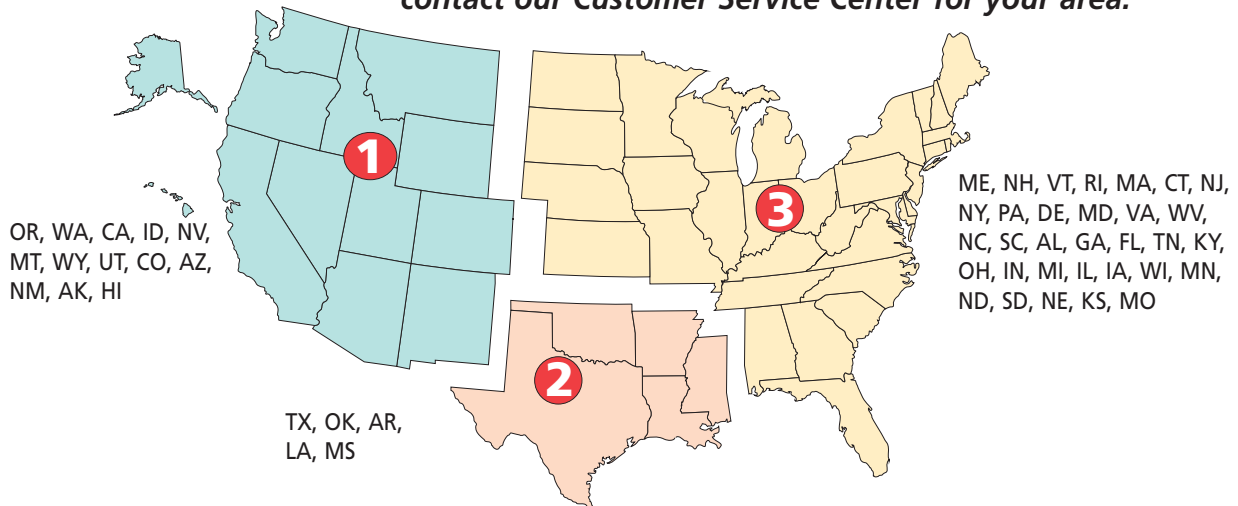 contact our Customer Service Center for your area.
1
3
ME, NH, VT, RI, MA, CT, NJ,
NY, PA, DE, MD, VA, WV,
NC, SC, AL, GA, FL, TN, KY,
OH, IN, MI, IL, IA, WI, MN,
ND, SD, NE, KS, MO
OR, WA, CA, ID, NV,
MT, WY, UT, CO, AZ,
NM, AK, HI
2
TX, OK, AR,
LA, MS